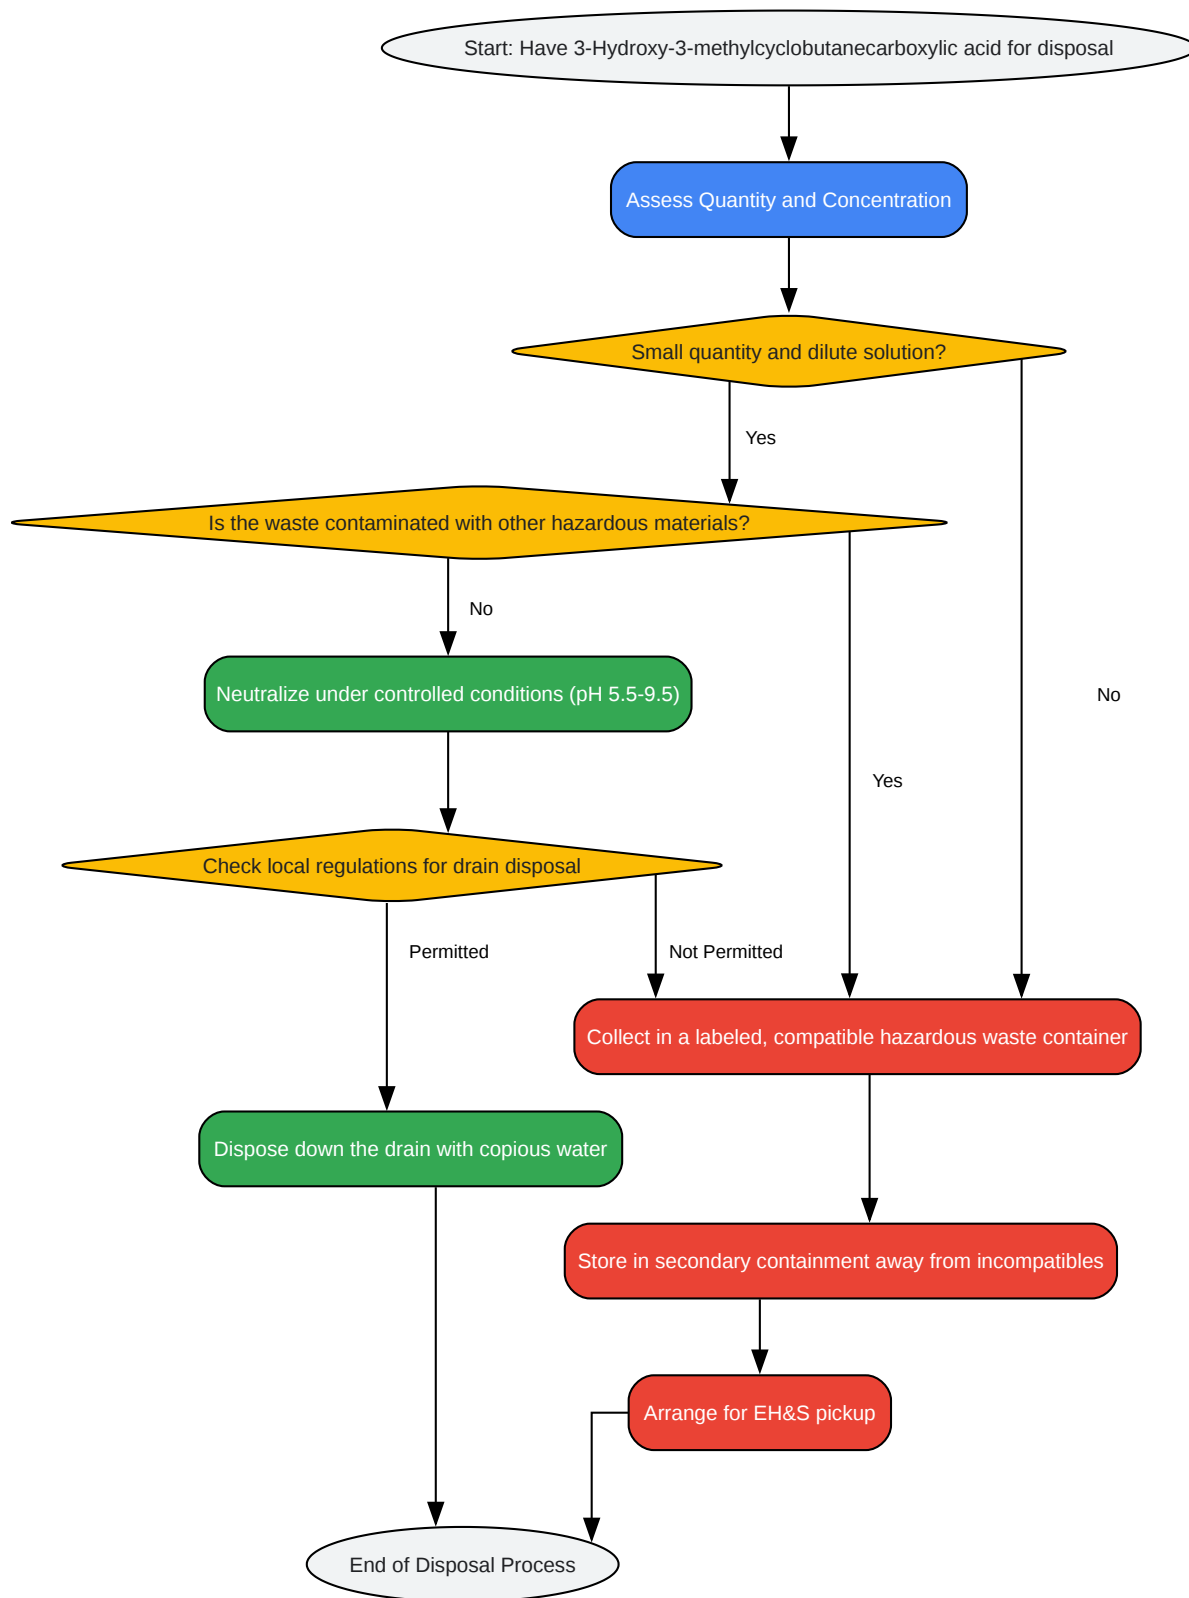 Start: Have 3-Hydroxy-3-methylcyclobutanecarboxylic acid for disposal
Assess Quantity and Concentration
Small quantity and dilute solution?
Yes
Is the waste contaminated with other hazardous materials?
No
Neutralize under controlled conditions (pH 5.5-9.5)
No
Yes
Check local regulations for drain disposal
Permitted
Not Permitted
Collect in a labeled, compatible hazardous waste container
Dispose down the drain with copious water
Store in secondary containment away from incompatibles
Arrange for EH&S pickup
End of Disposal Process